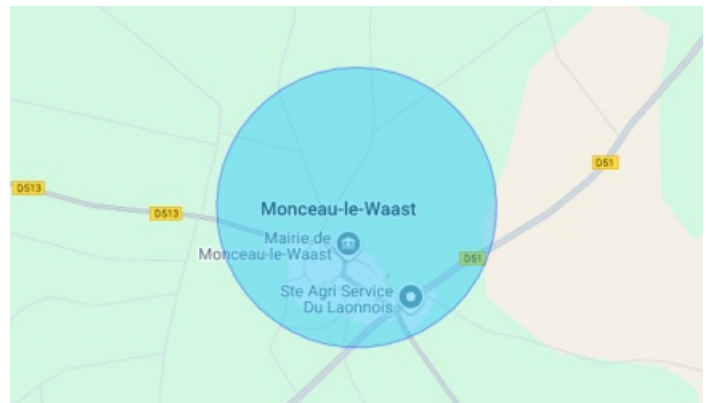 D51
D513
D513
Monceau-le-Waast
Mairie de
Monceau-le-Waast
D51
Ste Agri Service
Du Laonnois